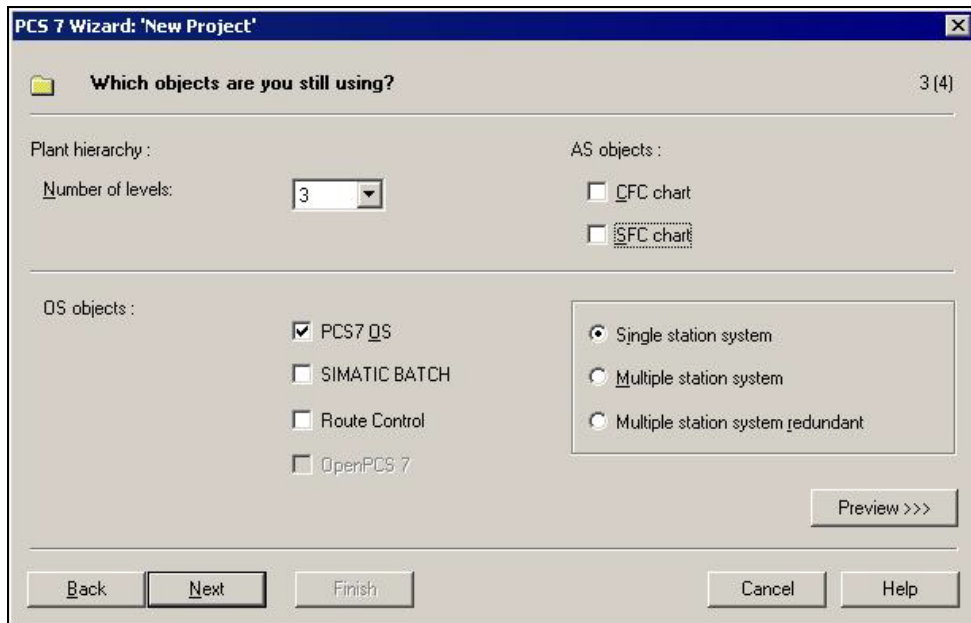 PCS 7 Wizard: 'New Project'
Which objects are you still using?
3 (4)
Plant hierarchy :
Number of levels:
3
AS objects :
CFC chart
SFC chart
OS objects :
PCS7 OS
SIMATIC BATCH
Route Control
OpenPCS 7
Single station system
Multiple station system
Multiple station system redundant
Preview >>>
Back
Next
Finish
Cancel
Help